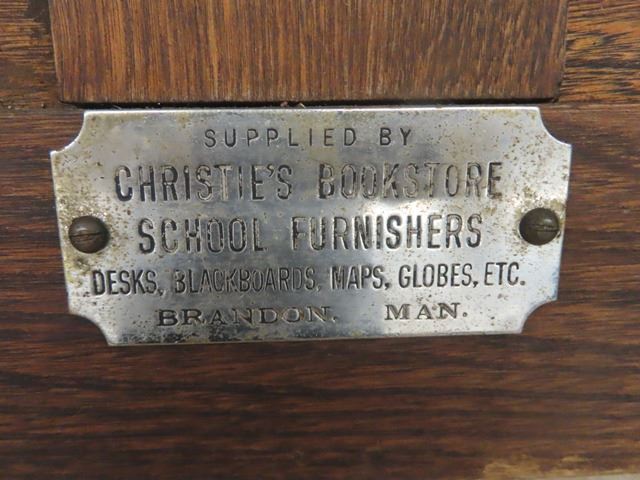 SUPPLIED BY
CHRISTIE'S BOOKSTORE
SCHOOL FURNISHERS
DESKS, BLACKBOARDS, MAPS, GLOBES, ETC.
BRANDON, MAN.